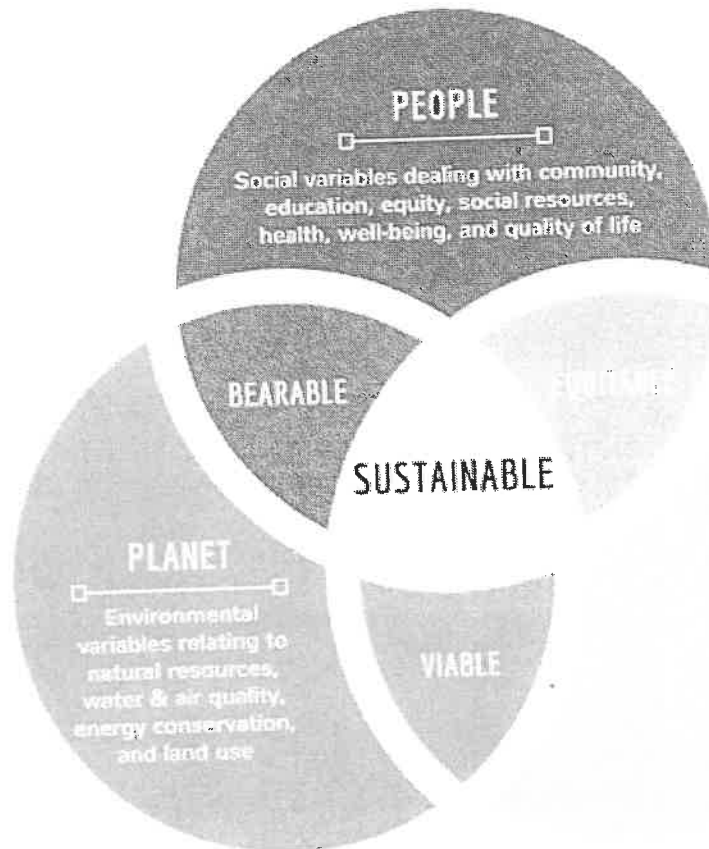 PEOPLE
Social variables dealing with community,
education, equity, social resources,
health, well-being, and quality of life
BEARABLE
EQUITABLE
SUSTAINABLE
PLANET
Environmental
variables relating to
natural resources,
water & air quality,
energy conservation,
and land use
VIABLE